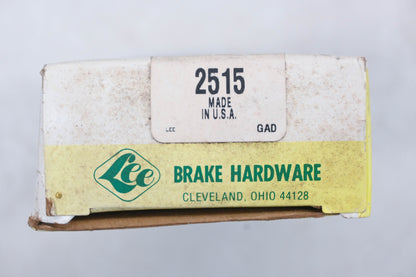 2515
MADE
IN U.S.A.
LEE GAD
Lee
BRAKE HARDWARE
CLEVELAND, OHIO 44128